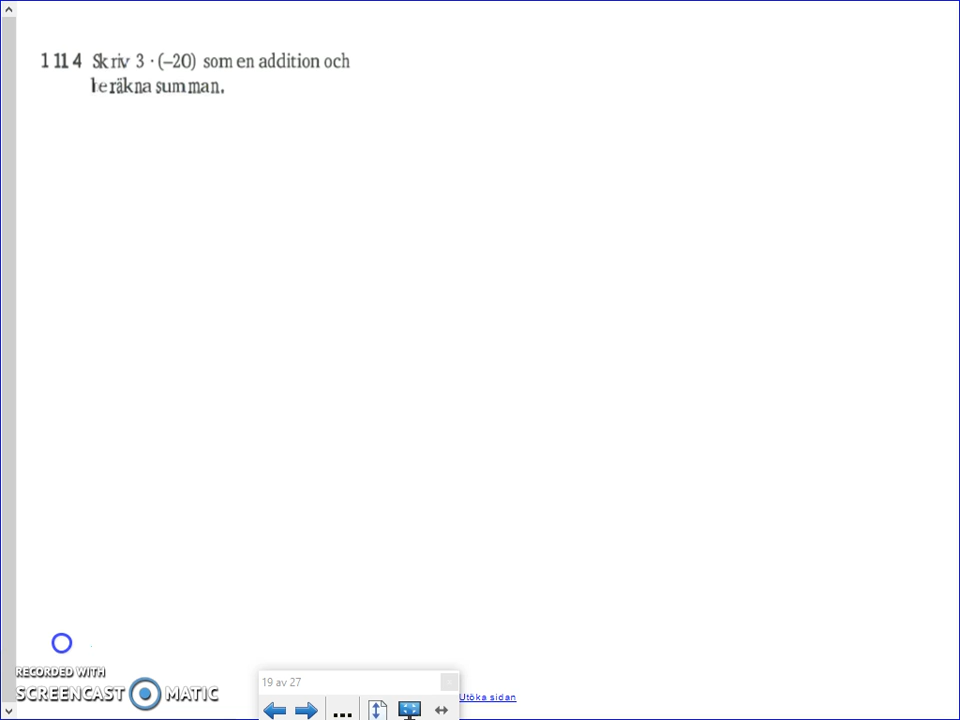 1114 Skriv 3 · (–20) som en addition och
beräkna summan.
RECORDED WITH
SCREENCAST MATIC
19 av 27
Utöka sidan